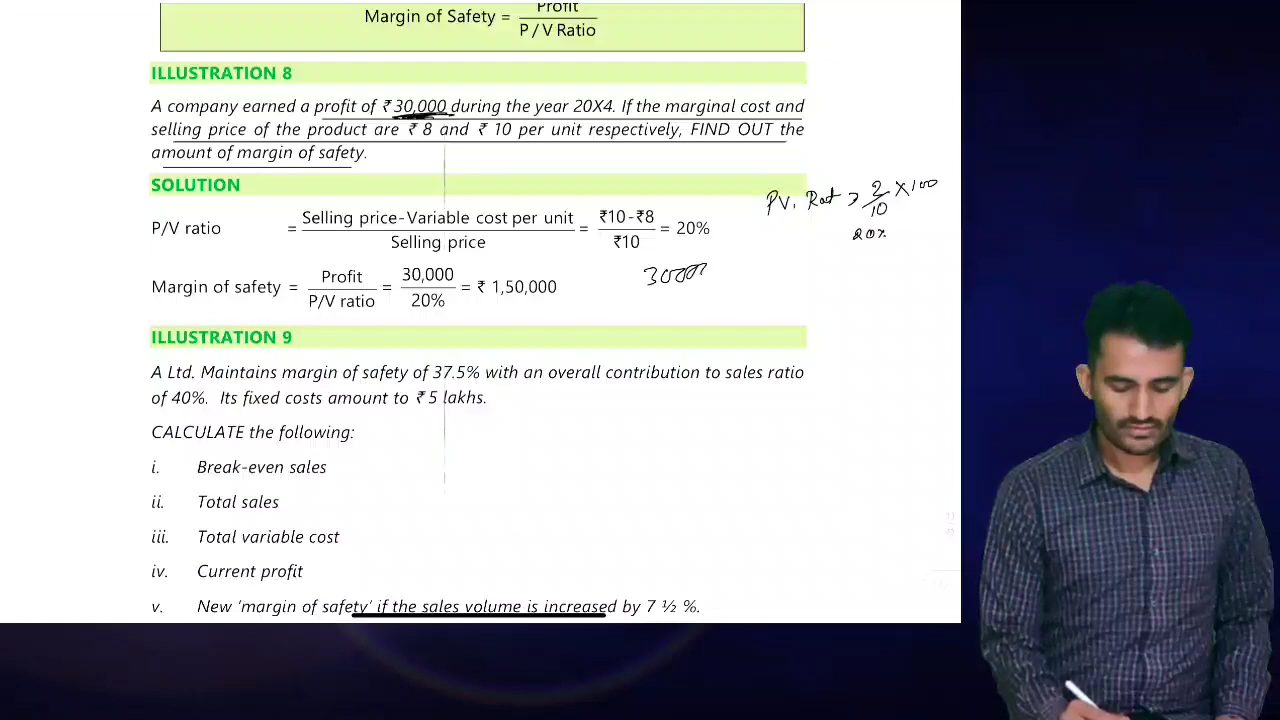 Margin of Safety = Profit / P / V Ratio
ILLUSTRATION 8
A company earned a profit of ₹ 30,000 during the year 20X4. If the marginal cost and
selling price of the product are ₹ 8 and ₹ 10 per unit respectively, FIND OUT the
amount of margin of safety.
SOLUTION
P/V ratio = Selling price-Variable cost per unit / Selling price = ₹10 - ₹8 / ₹10 = 20%
PV. Rat > 2/10 X 100
20%
Margin of safety = Profit / P/V ratio = 30,000 / 20% = ₹ 1,50,000
30000
ILLUSTRATION 9
A Ltd. Maintains margin of safety of 37.5% with an overall contribution to sales ratio
of 40%. Its fixed costs amount to ₹ 5 lakhs.
CALCULATE the following:
i. Break-even sales
ii. Total sales
iii. Total variable cost
iv. Current profit
v. New ‘margin of safety’ if the sales volume is increased by 7 ½ %.